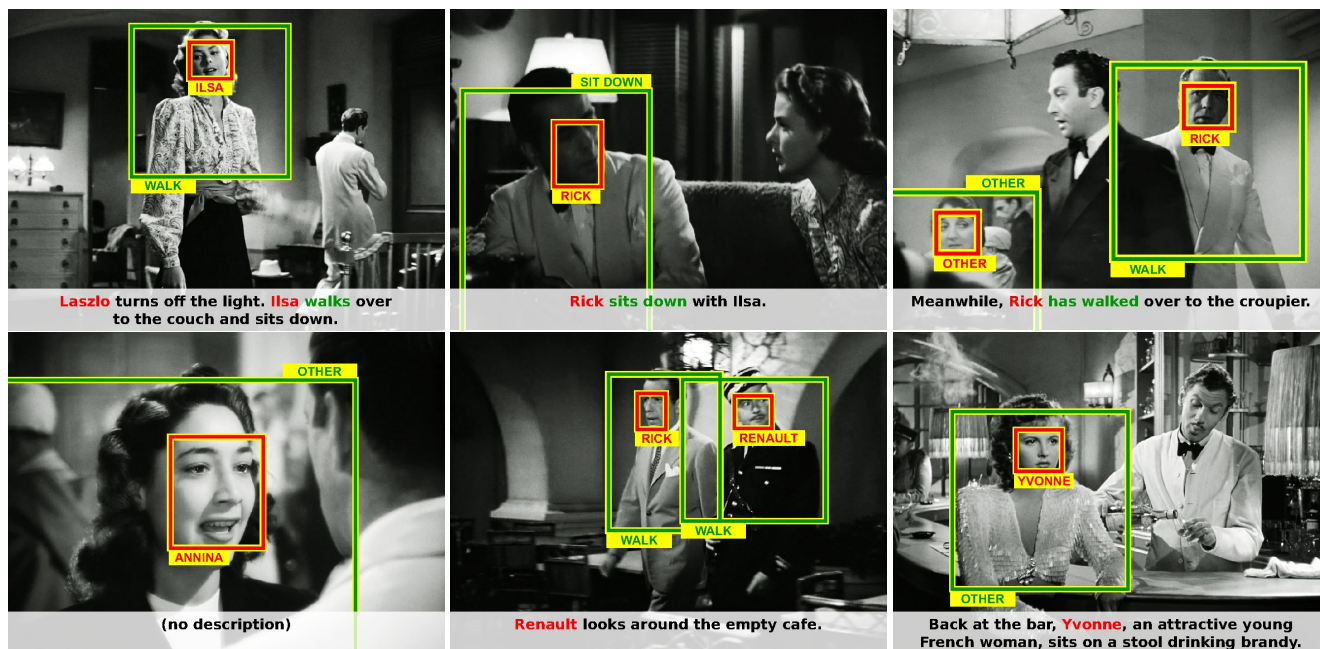 ILSA
WALK
Laszlo turns off the light. Ilsa walks over
to the couch and sits down.
SIT DOWN
RICK
Rick sits down with Ilsa.
RICK
OTHER
OTHER
WALK
Meanwhile, Rick has walked over to the croupier.
OTHER
ANNINA
(no description)
RICK
RENAULT
WALK
WALK
Renault looks around the empty cafe.
YVONNE
OTHER
Back at the bar, Yvonne, an attractive young
French woman, sits on a stool drinking brandy.